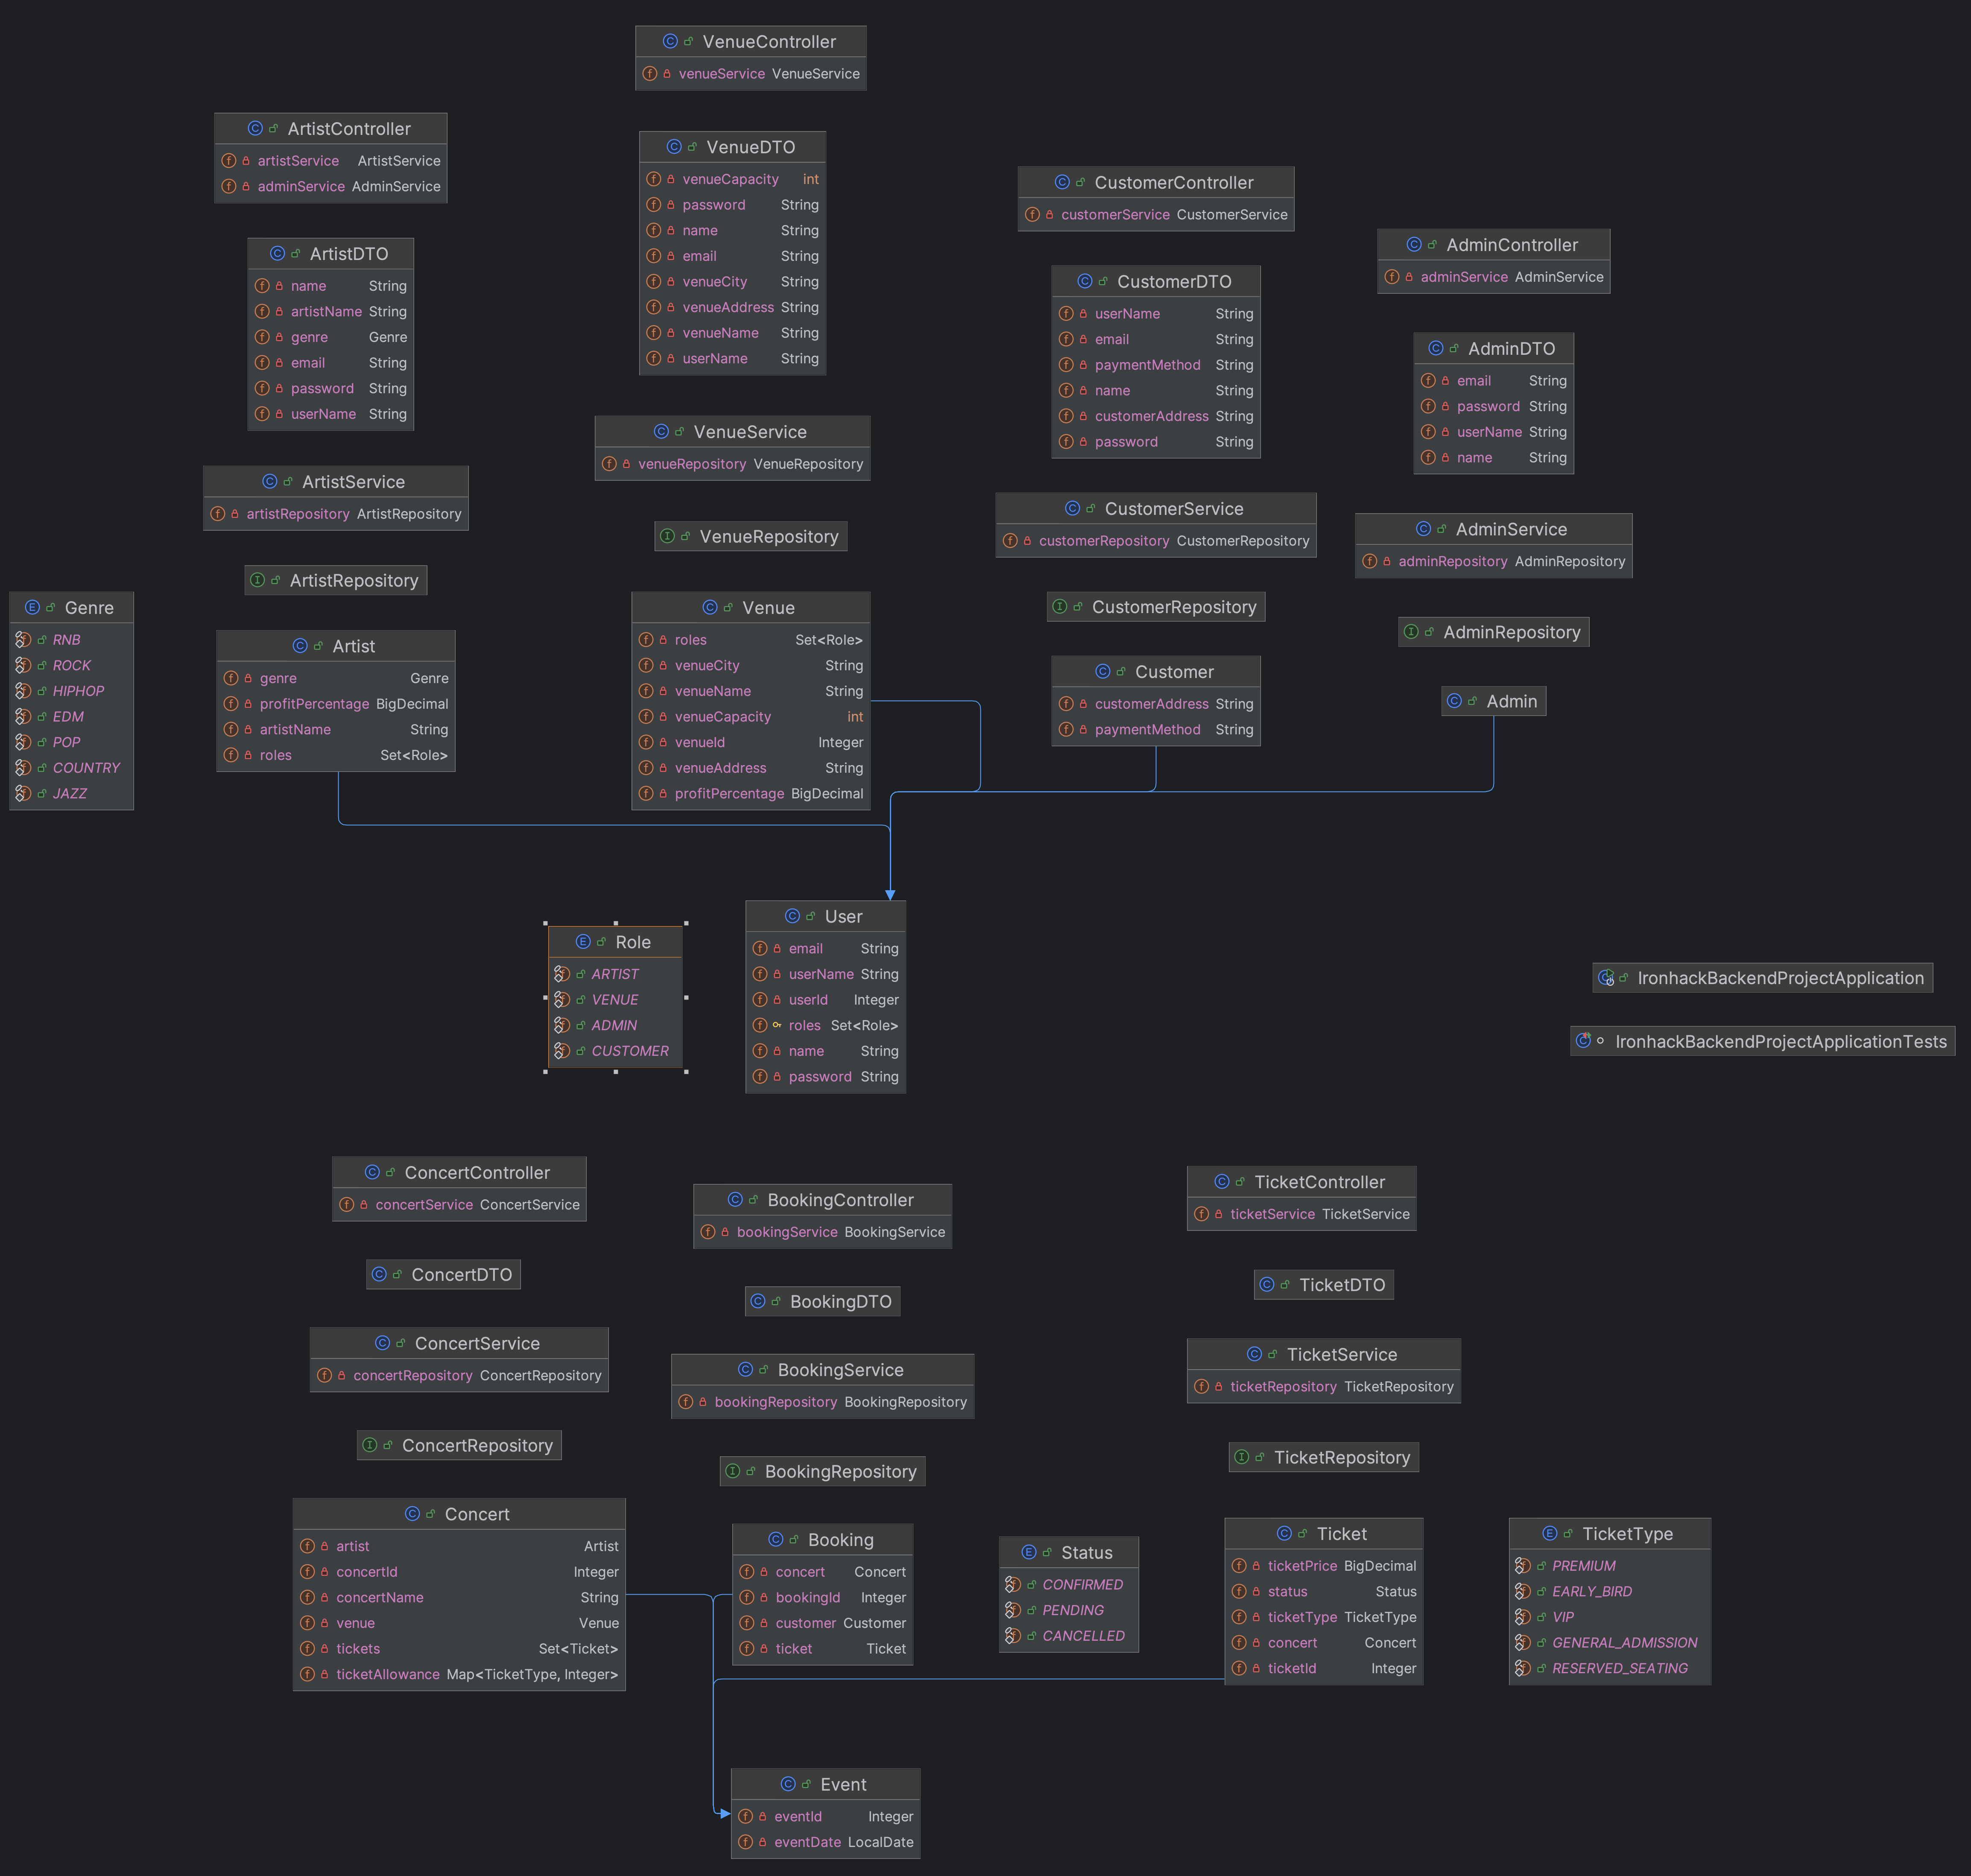 VenueController
venueService VenueService
ArtistController
artistService ArtistService
adminService AdminService
VenueDTO
venueCapacity int
password String
name String
email String
venueCity String
venueAddress String
venueName String
userName String
CustomerController
customerService CustomerService
AdminController
adminService AdminService
ArtistDTO
name String
artistName String
genre Genre
email String
password String
userName String
CustomerDTO
userName String
email String
paymentMethod String
name String
customerAddress String
password String
AdminDTO
email String
password String
userName String
name String
VenueService
venueRepository VenueRepository
ArtistService
artistRepository ArtistRepository
CustomerService
customerRepository CustomerRepository
AdminService
adminRepository AdminRepository
VenueRepository
ArtistRepository
CustomerRepository
AdminRepository
Genre
RNB
ROCK
HIPHOP
EDM
POP
COUNTRY
JAZZ
Artist
genre Genre
profitPercentage BigDecimal
artistName String
roles Set<Role>
Venue
roles Set<Role>
venueCity String
venueName String
venueCapacity int
venueId Integer
venueAddress String
profitPercentage BigDecimal
Customer
customerAddress String
paymentMethod String
Admin
Role
ARTIST
VENUE
ADMIN
CUSTOMER
User
email String
userName String
userId Integer
roles Set<Role>
name String
password String
IronhackBackendProjectApplication
IronhackBackendProjectApplicationTests
ConcertController
concertService ConcertService
BookingController
bookingService BookingService
TicketController
ticketService TicketService
ConcertDTO
BookingDTO
TicketDTO
ConcertService
concertRepository ConcertRepository
BookingService
bookingRepository BookingRepository
TicketService
ticketRepository TicketRepository
ConcertRepository
BookingRepository
TicketRepository
Concert
artist Artist
concertId Integer
concertName String
venue Venue
tickets Set<Ticket>
ticketAllowance Map<TicketType, Integer>
Booking
concert Concert
bookingId Integer
customer Customer
ticket Ticket
Status
CONFIRMED
PENDING
CANCELLED
Ticket
ticketPrice BigDecimal
status Status
ticketType TicketType
concert Concert
ticketId Integer
TicketType
PREMIUM
EARLY_BIRD
VIP
GENERAL_ADMISSION
RESERVED_SEATING
Event
eventId Integer
eventDate LocalDate